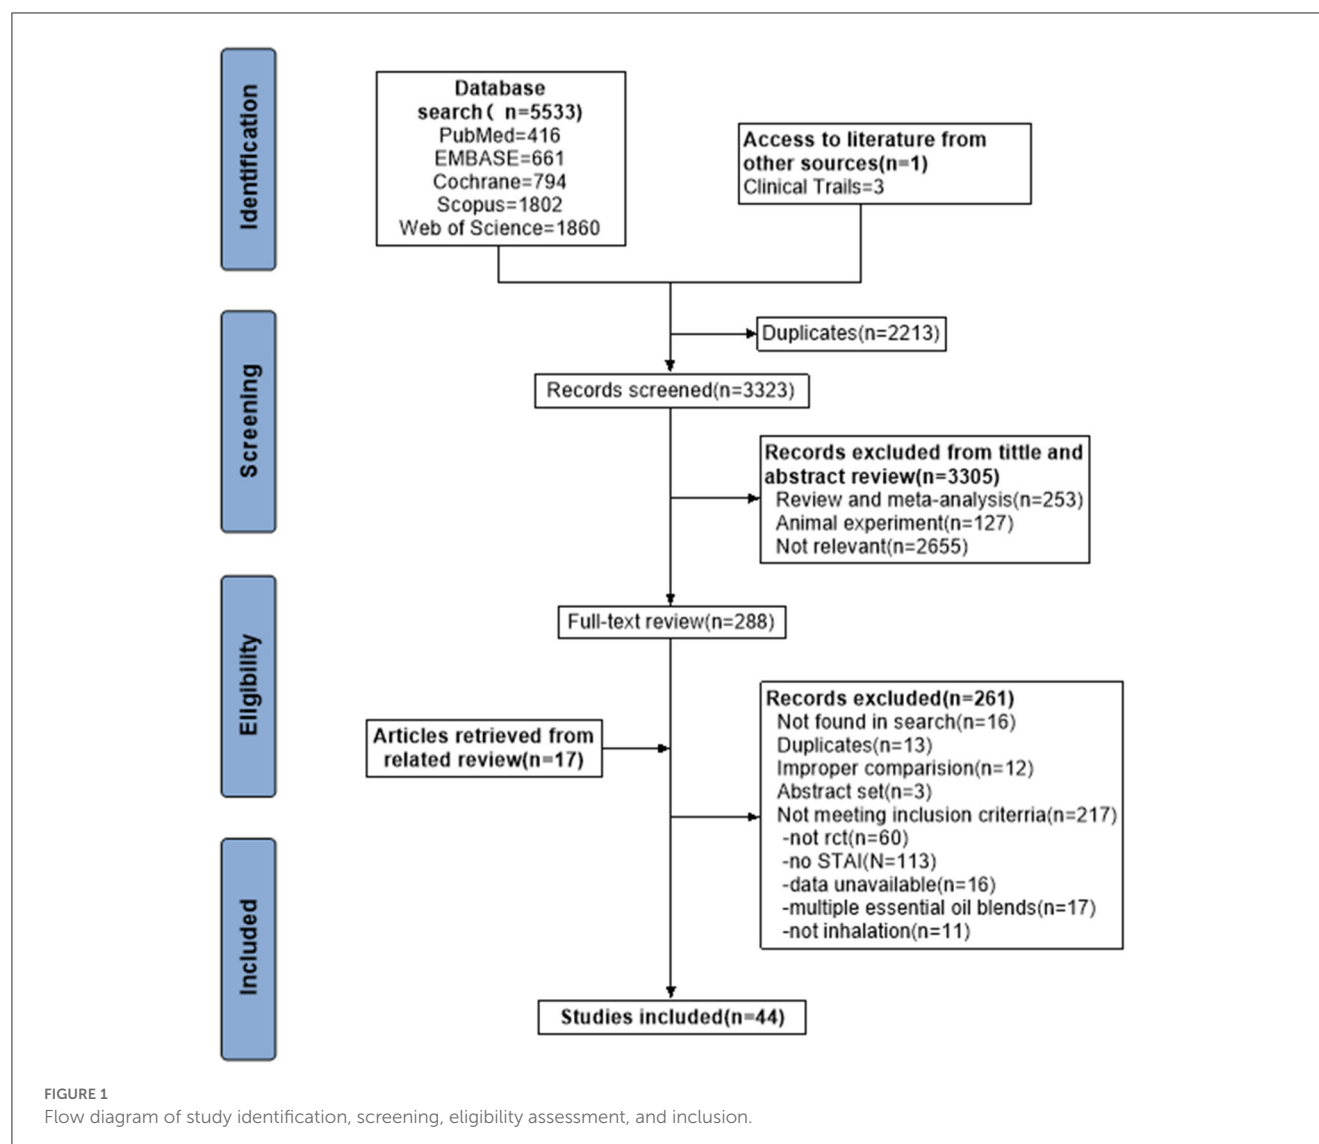 Identification
Database
search( n=5533)
PubMed=416
EMBASE=661
Cochrane=794
Scopus=1802
Web of Science=1860
Access to literature from
other sources(n=1)
Clinical Trails=3
Duplicates(n=2213)
Screening
Records screened(n=3323)
Records excluded from tittle and
abstract review(n=3305)
Review and meta-analysis(n=253)
Animal experiment(n=127)
Not relevant(n=2655)
Eligibility
Full-text review(n=288)
Articles retrieved from
related review(n=17)
Records excluded(n=261)
Not found in search(n=16)
Duplicates(n=13)
Improper comparision(n=12)
Abstract set(n=3)
Not meeting inclusion criterria(n=217)
-not rct(n=60)
-no STAI(N=113)
-data unavailable(n=16)
-multiple essential oil blends(n=17)
-not inhalation(n=11)
Included
Studies included(n=44)
FIGURE 1
Flow diagram of study identification, screening, eligibility assessment, and inclusion.